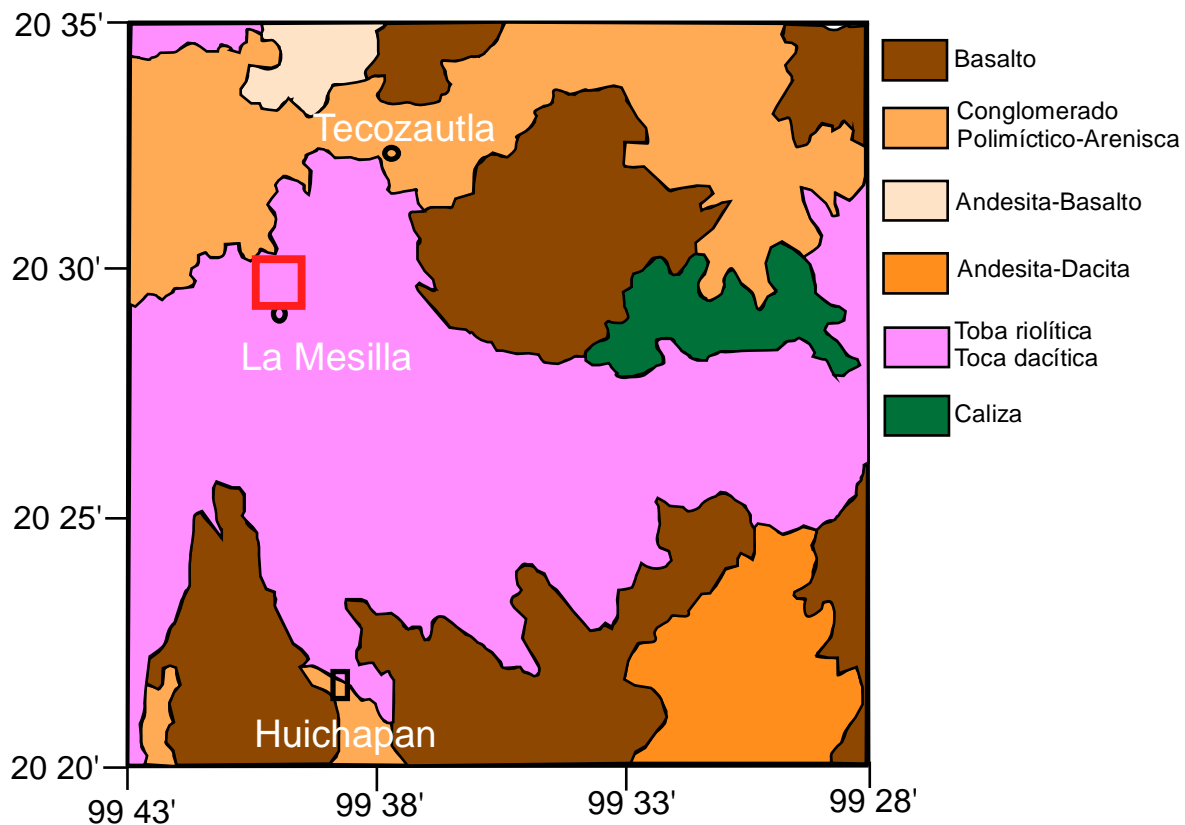 20 35'
20 30'
20 25'
20 20'
99 43'
99 38'
99 33'
99 28'
Tecozautla
La Mesilla
Huichapan
Basalto
Conglomerado
Polimíctico-Arenisca
Andesita-Basalto
Andesita-Dacita
Toba riolítica
Toca dacítica
Caliza